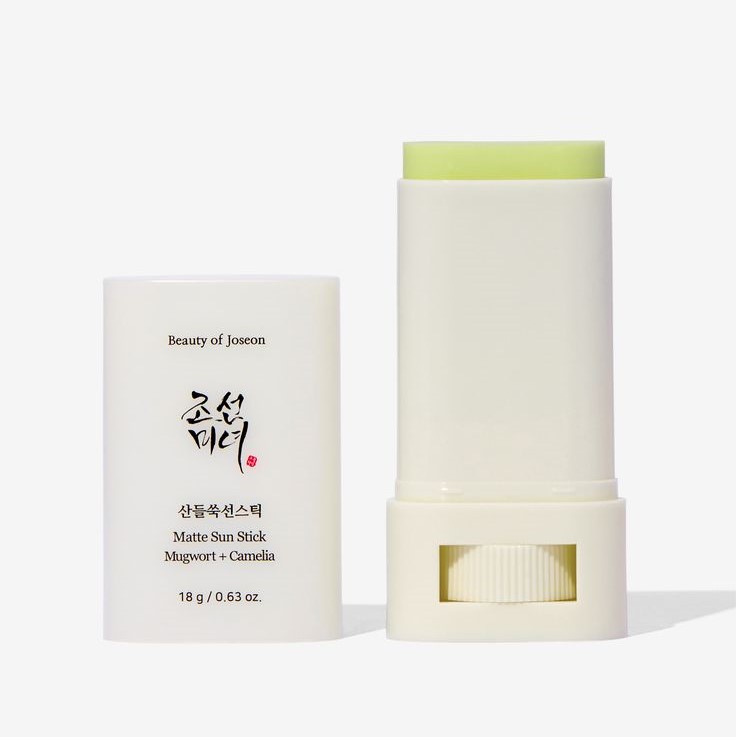 Beauty of Joseon
조선
미녀
산들쑥선스틱
Matte Sun Stick
Mugwort + Camelia
18 g / 0.63 oz.